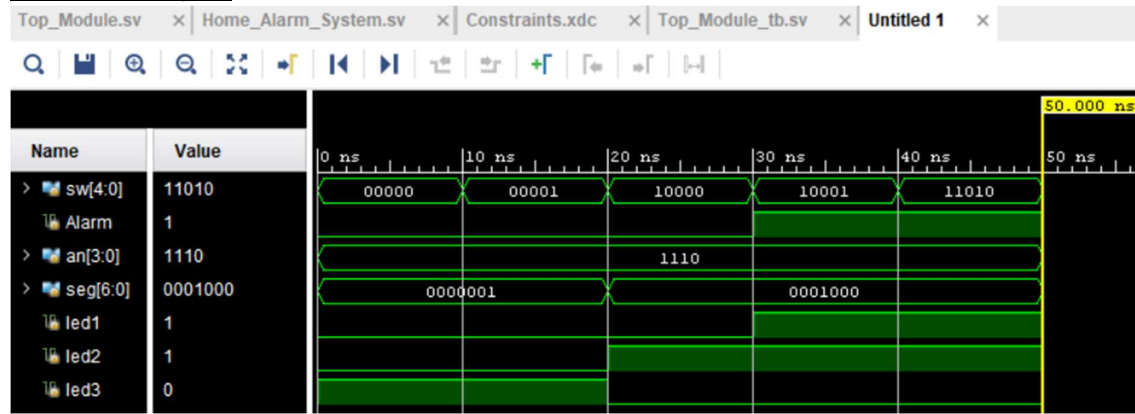 Top_Module.sv × Home_Alarm_System.sv × Constraints.xdc × Top_Module_tb.sv × Untitled 1 ×
50.000 ns
Name Value 0 ns 10 ns 20 ns 30 ns 40 ns 50 ns
sw[4:0] 11010 00000 00001 10000 10001 11010
Alarm 1
an[3:0] 1110 1110
seg[6:0] 0001000 0000001 0001000
led1 1
led2 1
led3 0